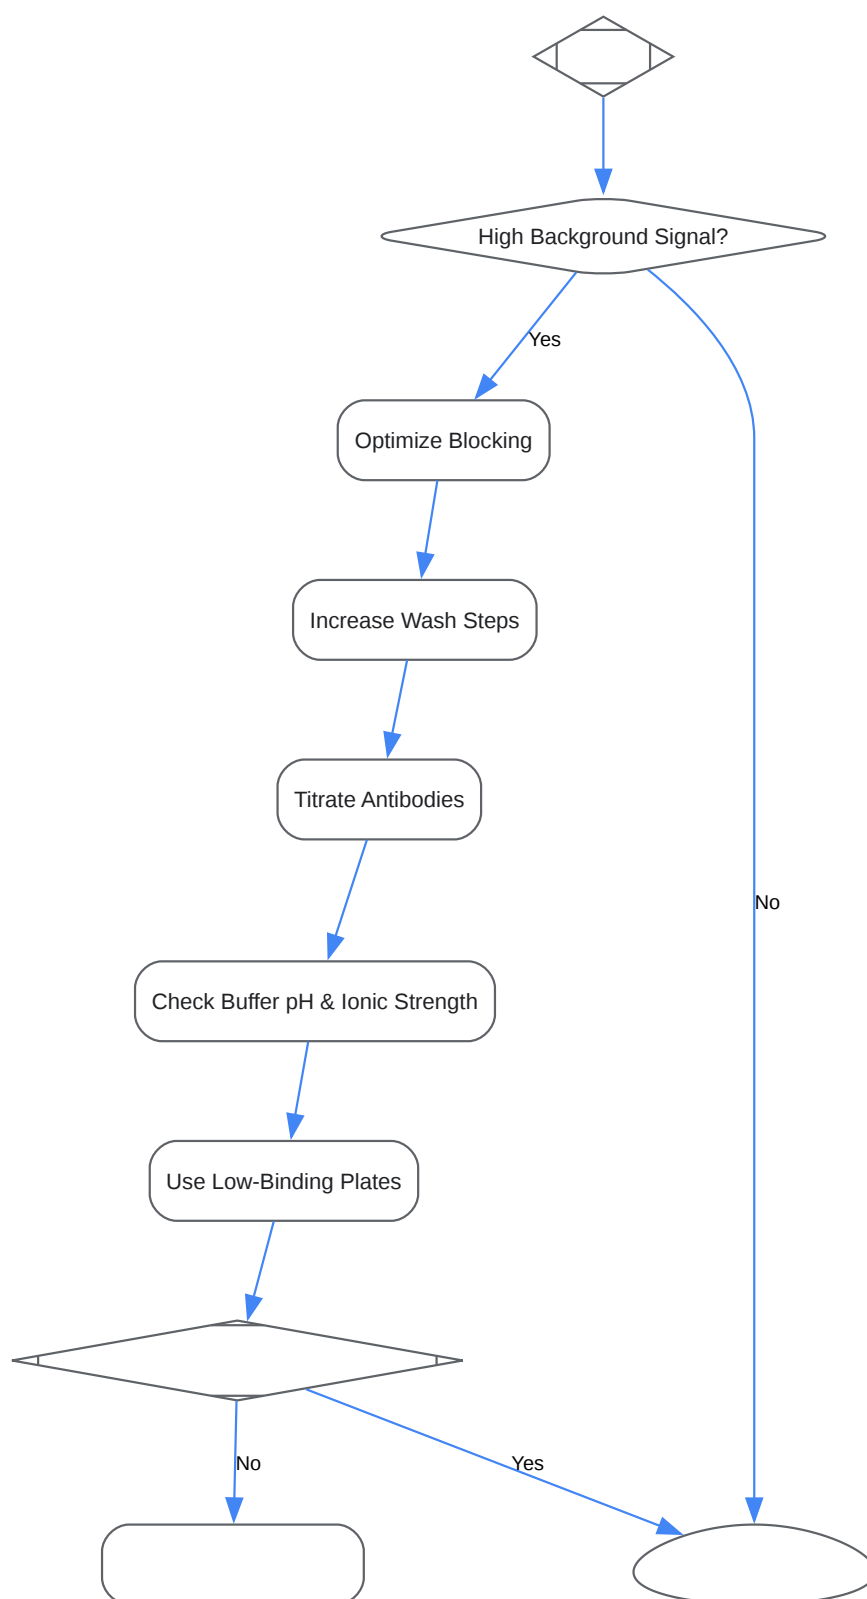 High Background Signal?
Yes
Optimize Blocking
Increase Wash Steps
Titrate Antibodies
No
Check Buffer pH & Ionic Strength
Use Low-Binding Plates
No
Yes